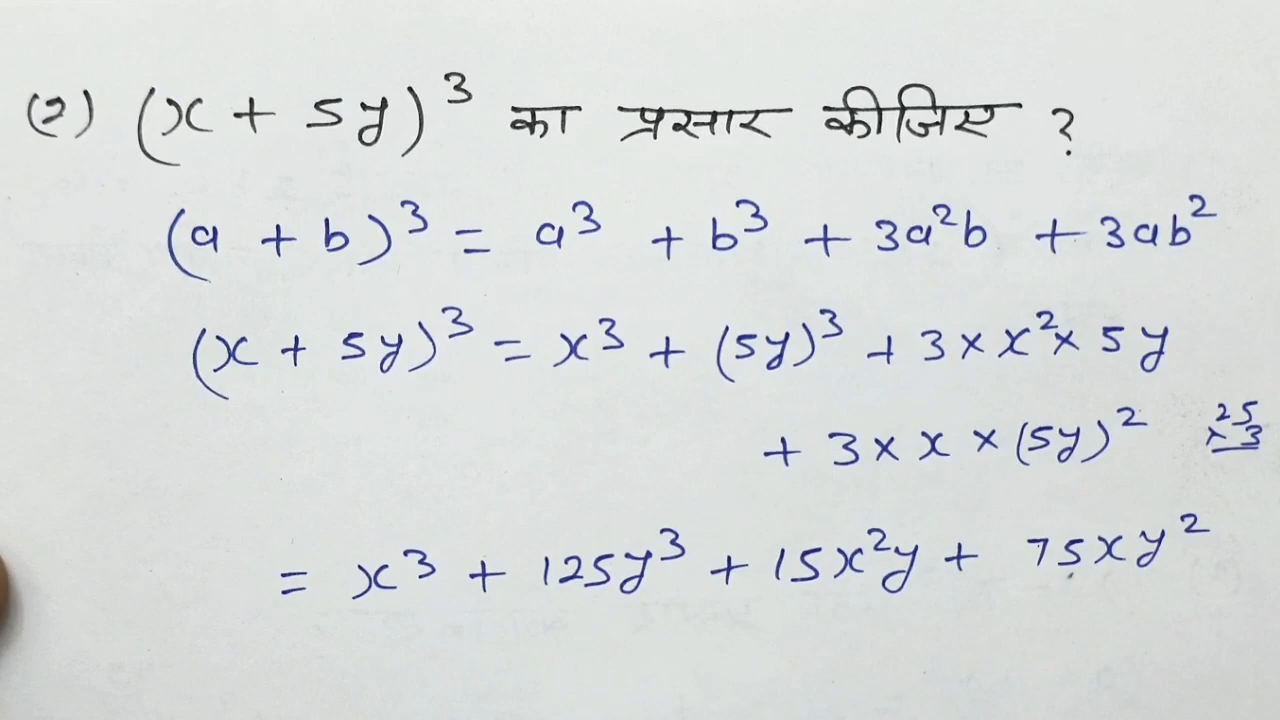 (2) (x + 5y)³ का प्रसार कीजिए ?
(a + b)³ = a³ + b³ + 3a²b + 3ab²
(x + 5y)³ = x³ + (5y)³ + 3 × x² × 5y
+ 3 × x × (5y)²
25
× 3
= x³ + 125y³ + 15x²y + 75xy²